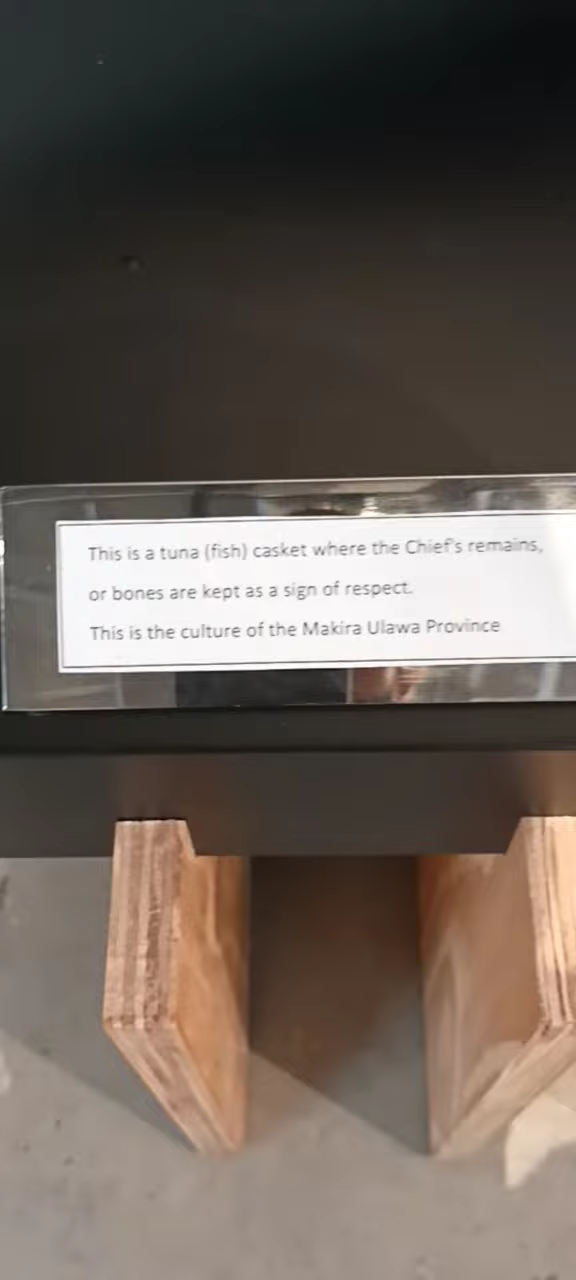 This is a tuna (fish) casket where the Chief's remains,
or bones are kept as a sign of respect.
This is the culture of the Makira Ulawa Province